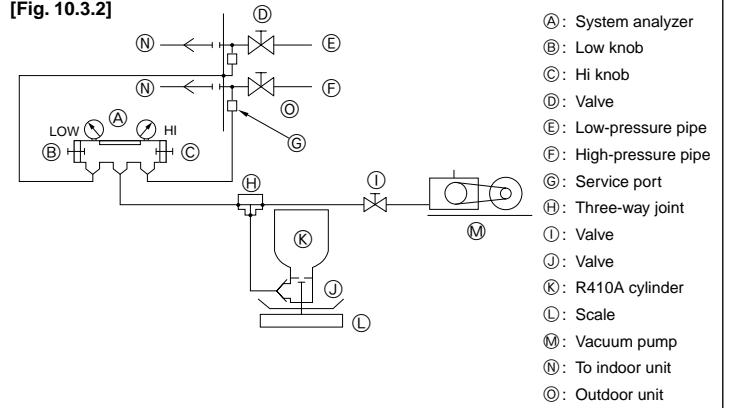 [Fig. 10.3.2]
Ⓓ
Ⓝ Ⓔ
Ⓝ Ⓕ
Ⓞ
Ⓐ
LOW HI
Ⓑ Ⓒ
Ⓖ
Ⓗ Ⓘ
Ⓚ
Ⓜ
Ⓙ
Ⓛ
Ⓐ: System analyzer
Ⓑ: Low knob
Ⓒ: Hi knob
Ⓓ: Valve
Ⓔ: Low-pressure pipe
Ⓕ: High-pressure pipe
Ⓖ: Service port
Ⓗ: Three-way joint
Ⓘ: Valve
Ⓙ: Valve
Ⓚ: R410A cylinder
Ⓛ: Scale
Ⓜ: Vacuum pump
Ⓝ: To indoor unit
Ⓞ: Outdoor unit